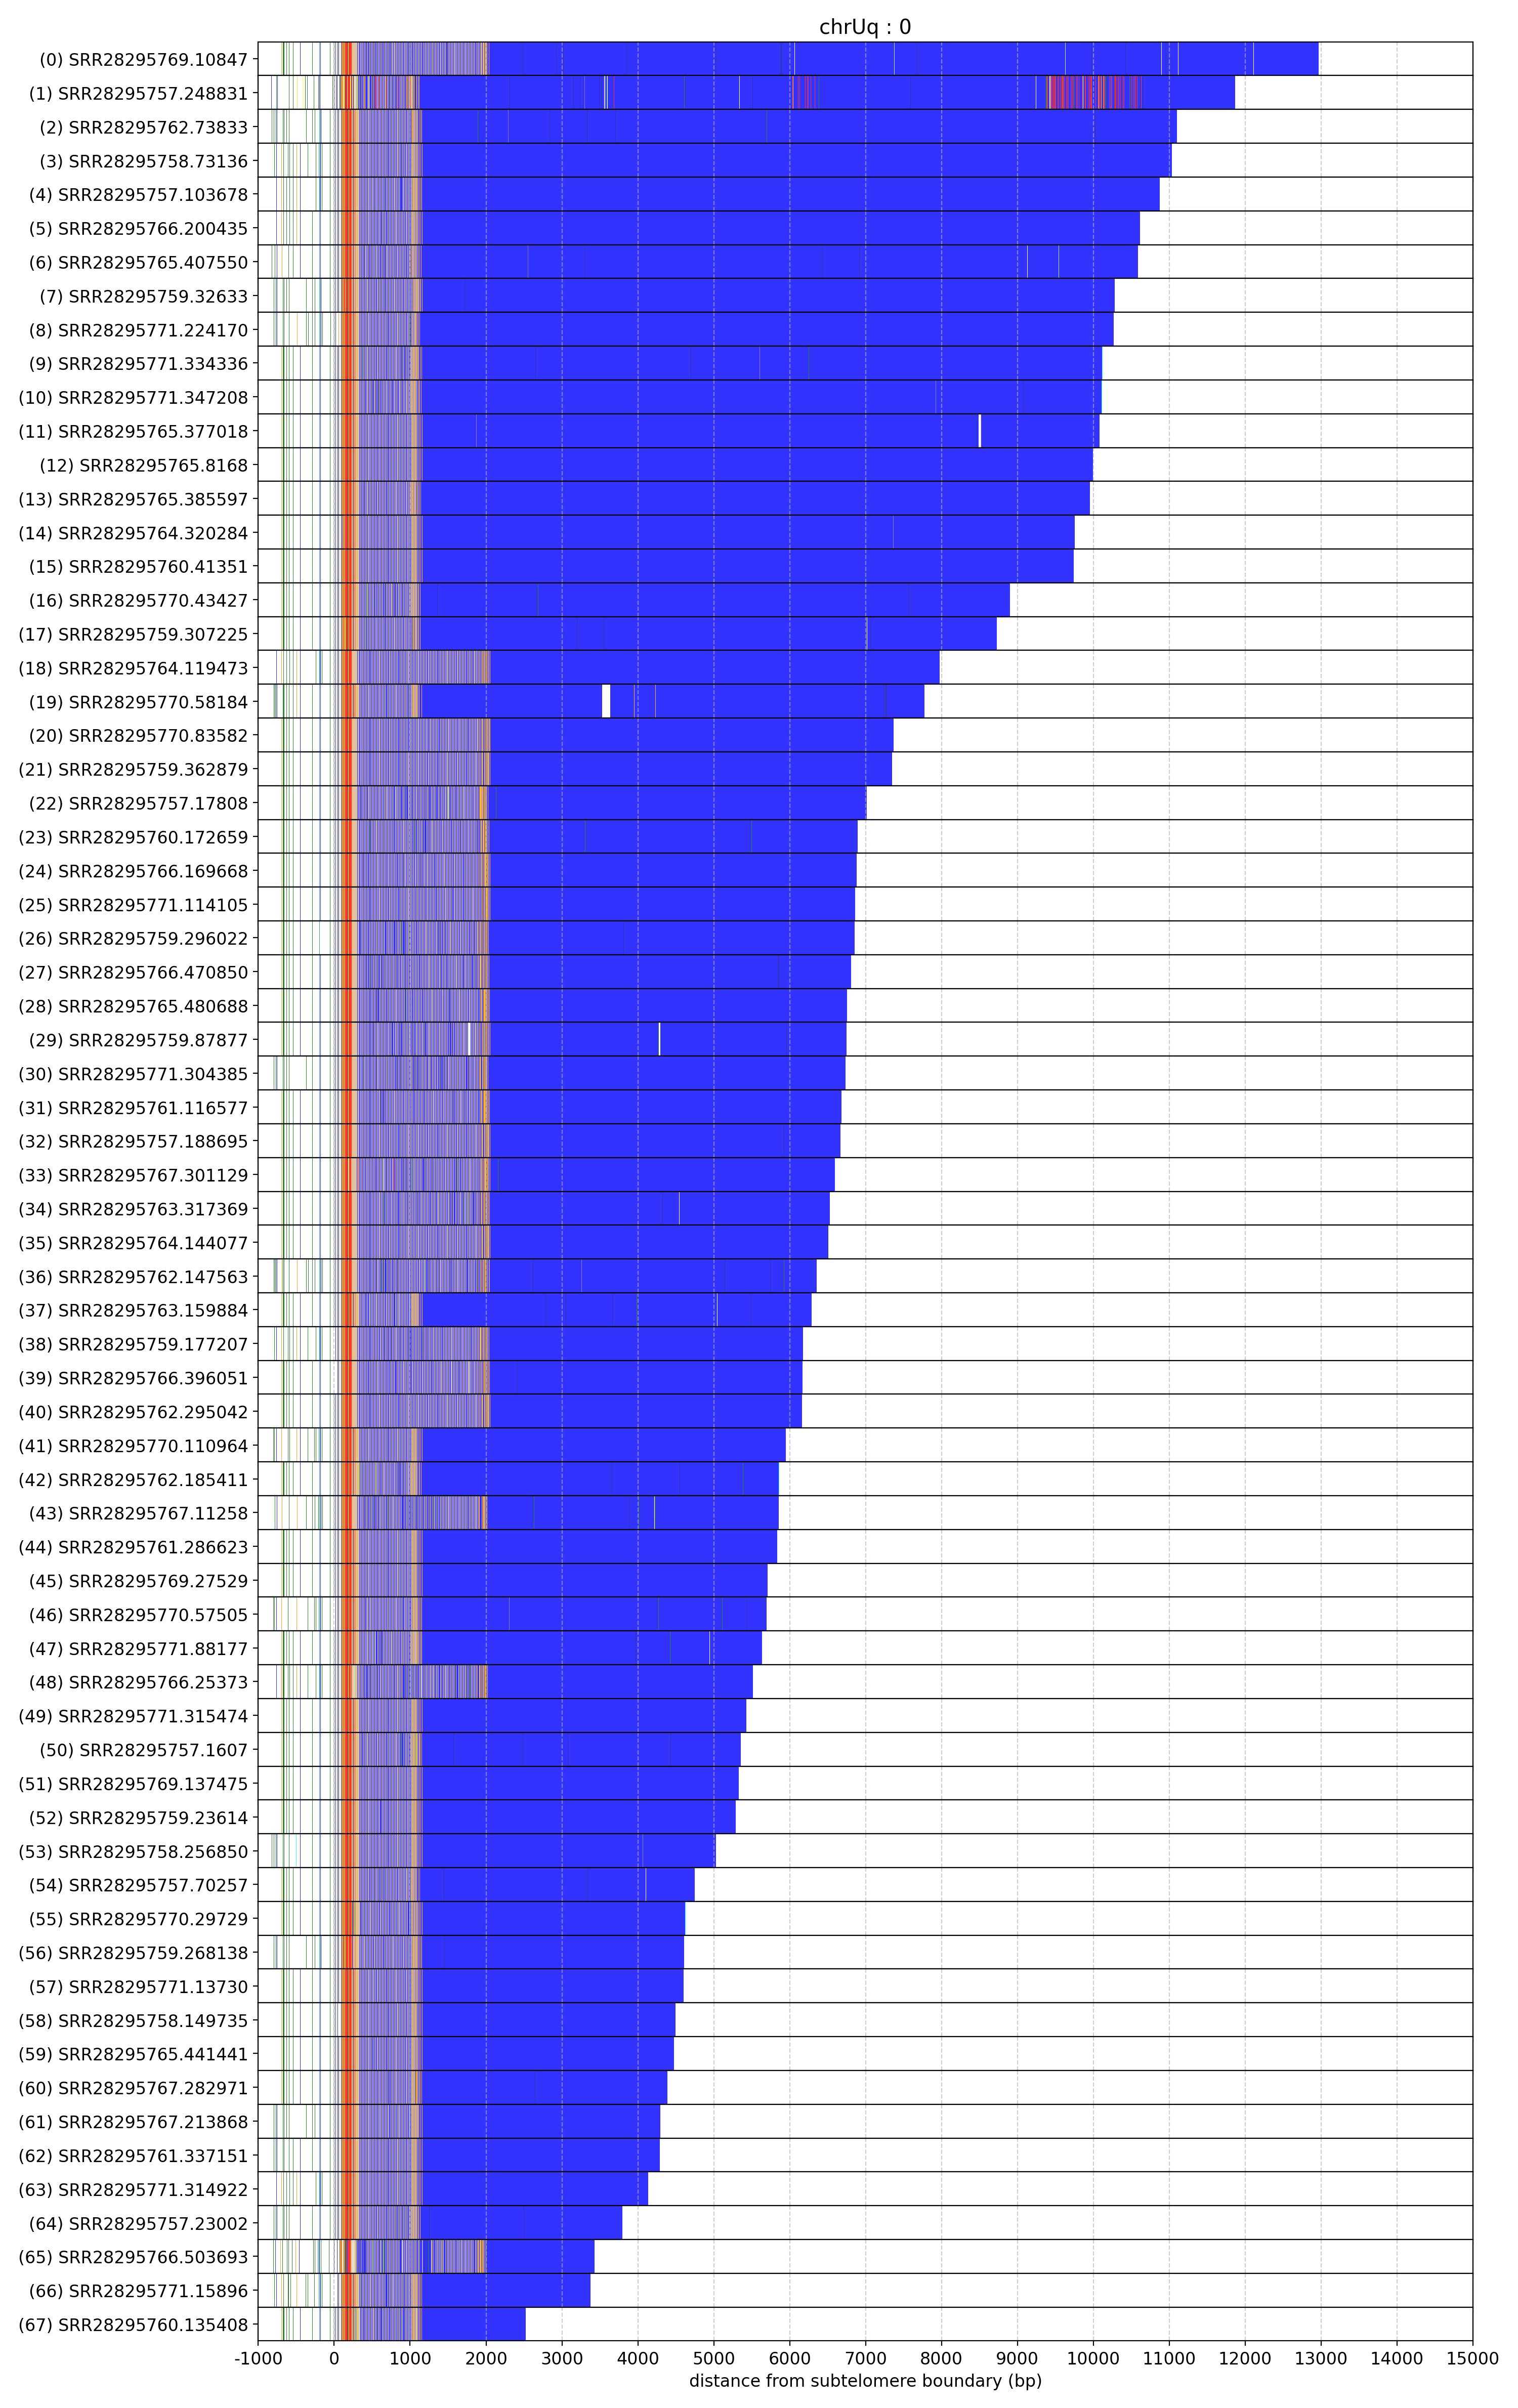 chrUq : 0
(0) SRR28295769.10847
(1) SRR28295757.248831
(2) SRR28295762.73833
(3) SRR28295758.73136
(4) SRR28295757.103678
(5) SRR28295766.200435
(6) SRR28295765.407550
(7) SRR28295759.32633
(8) SRR28295771.224170
(9) SRR28295771.334336
(10) SRR28295771.347208
(11) SRR28295765.377018
(12) SRR28295765.8168
(13) SRR28295765.385597
(14) SRR28295764.320284
(15) SRR28295760.41351
(16) SRR28295770.43427
(17) SRR28295759.307225
(18) SRR28295764.119473
(19) SRR28295770.58184
(20) SRR28295770.83582
(21) SRR28295759.362879
(22) SRR28295757.17808
(23) SRR28295760.172659
(24) SRR28295766.169668
(25) SRR28295771.114105
(26) SRR28295759.296022
(27) SRR28295766.470850
(28) SRR28295765.480688
(29) SRR28295759.87877
(30) SRR28295771.304385
(31) SRR28295761.116577
(32) SRR28295757.188695
(33) SRR28295767.301129
(34) SRR28295763.317369
(35) SRR28295764.144077
(36) SRR28295762.147563
(37) SRR28295763.159884
(38) SRR28295759.177207
(39) SRR28295766.396051
(40) SRR28295762.295042
(41) SRR28295770.110964
(42) SRR28295762.185411
(43) SRR28295767.11258
(44) SRR28295761.286623
(45) SRR28295769.27529
(46) SRR28295770.57505
(47) SRR28295771.88177
(48) SRR28295766.25373
(49) SRR28295771.315474
(50) SRR28295757.1607
(51) SRR28295769.137475
(52) SRR28295759.23614
(53) SRR28295758.256850
(54) SRR28295757.70257
(55) SRR28295770.29729
(56) SRR28295759.268138
(57) SRR28295771.13730
(58) SRR28295758.149735
(59) SRR28295765.441441
(60) SRR28295767.282971
(61) SRR28295767.213868
(62) SRR28295761.337151
(63) SRR28295771.314922
(64) SRR28295757.23002
(65) SRR28295766.503693
(66) SRR28295771.15896
(67) SRR28295760.135408
-1000 0 1000 2000 3000 4000 5000 6000 7000 8000 9000 10000 11000 12000 13000 14000 15000
distance from subtelomere boundary (bp)